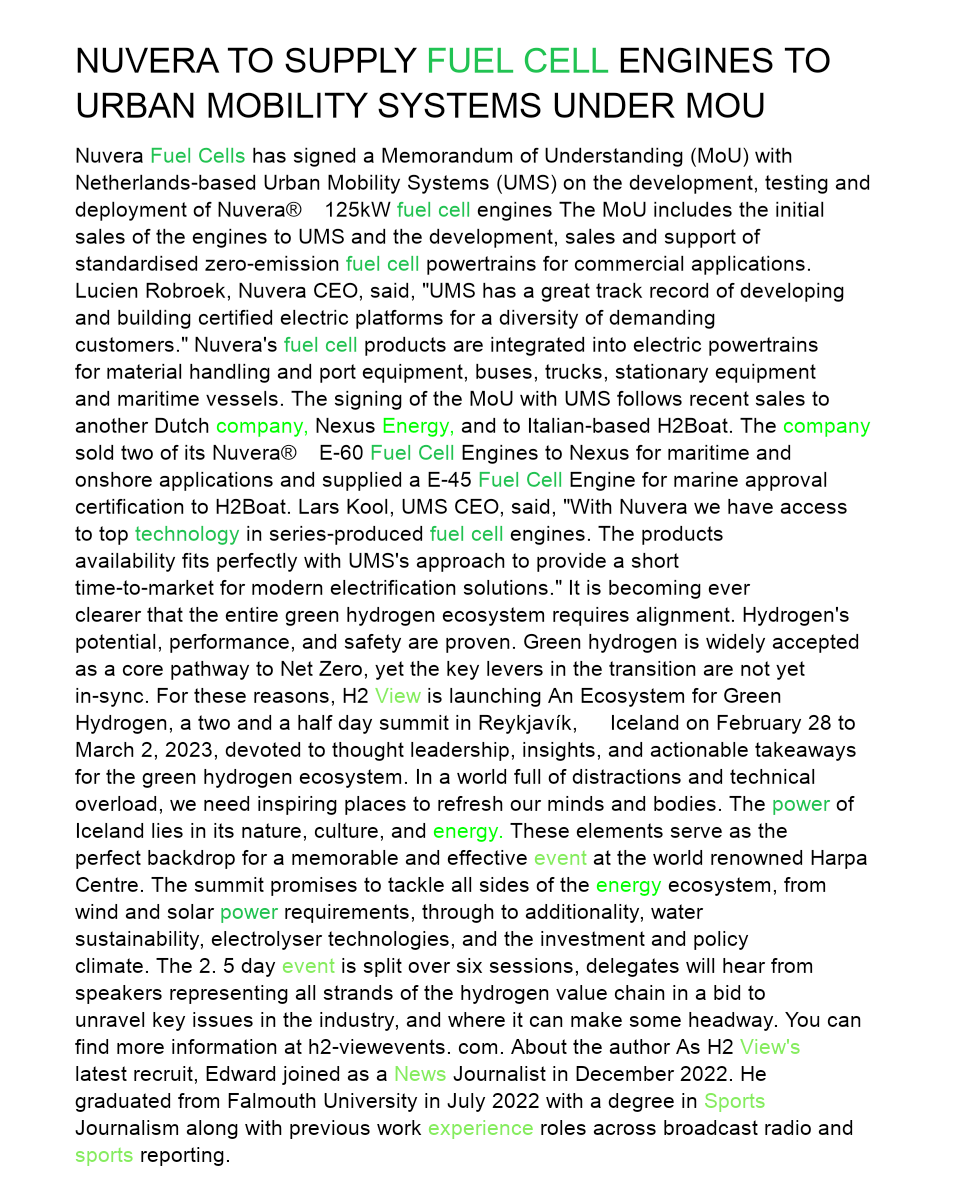 NUVERA TO SUPPLY FUEL CELL ENGINES TO
URBAN MOBILITY SYSTEMS UNDER MOU
Nuvera Fuel Cells has signed a Memorandum of Understanding (MoU) with
Netherlands-based Urban Mobility Systems (UMS) on the development, testing and
deployment of Nuvera® 125kW fuel cell engines The MoU includes the initial
sales of the engines to UMS and the development, sales and support of
standardised zero-emission fuel cell powertrains for commercial applications.
Lucien Robroek, Nuvera CEO, said, "UMS has a great track record of developing
and building certified electric platforms for a diversity of demanding
customers." Nuvera's fuel cell products are integrated into electric powertrains
for material handling and port equipment, buses, trucks, stationary equipment
and maritime vessels. The signing of the MoU with UMS follows recent sales to
another Dutch company, Nexus Energy, and to Italian-based H2Boat. The company
sold two of its Nuvera® E-60 Fuel Cell Engines to Nexus for maritime and
onshore applications and supplied a E-45 Fuel Cell Engine for marine approval
certification to H2Boat. Lars Kool, UMS CEO, said, "With Nuvera we have access
to top technology in series-produced fuel cell engines. The products
availability fits perfectly with UMS's approach to provide a short
time-to-market for modern electrification solutions." It is becoming ever
clearer that the entire green hydrogen ecosystem requires alignment. Hydrogen's
potential, performance, and safety are proven. Green hydrogen is widely accepted
as a core pathway to Net Zero, yet the key levers in the transition are not yet
in-sync. For these reasons, H2 View is launching An Ecosystem for Green
Hydrogen, a two and a half day summit in Reykjavík, Iceland on February 28 to
March 2, 2023, devoted to thought leadership, insights, and actionable takeaways
for the green hydrogen ecosystem. In a world full of distractions and technical
overload, we need inspiring places to refresh our minds and bodies. The power of
Iceland lies in its nature, culture, and energy. These elements serve as the
perfect backdrop for a memorable and effective event at the world renowned Harpa
Centre. The summit promises to tackle all sides of the energy ecosystem, from
wind and solar power requirements, through to additionality, water
sustainability, electrolyser technologies, and the investment and policy
climate. The 2. 5 day event is split over six sessions, delegates will hear from
speakers representing all strands of the hydrogen value chain in a bid to
unravel key issues in the industry, and where it can make some headway. You can
find more information at h2-viewevents. com. About the author As H2 View's
latest recruit, Edward joined as a News Journalist in December 2022. He
graduated from Falmouth University in July 2022 with a degree in Sports
Journalism along with previous work experience roles across broadcast radio and
sports reporting.